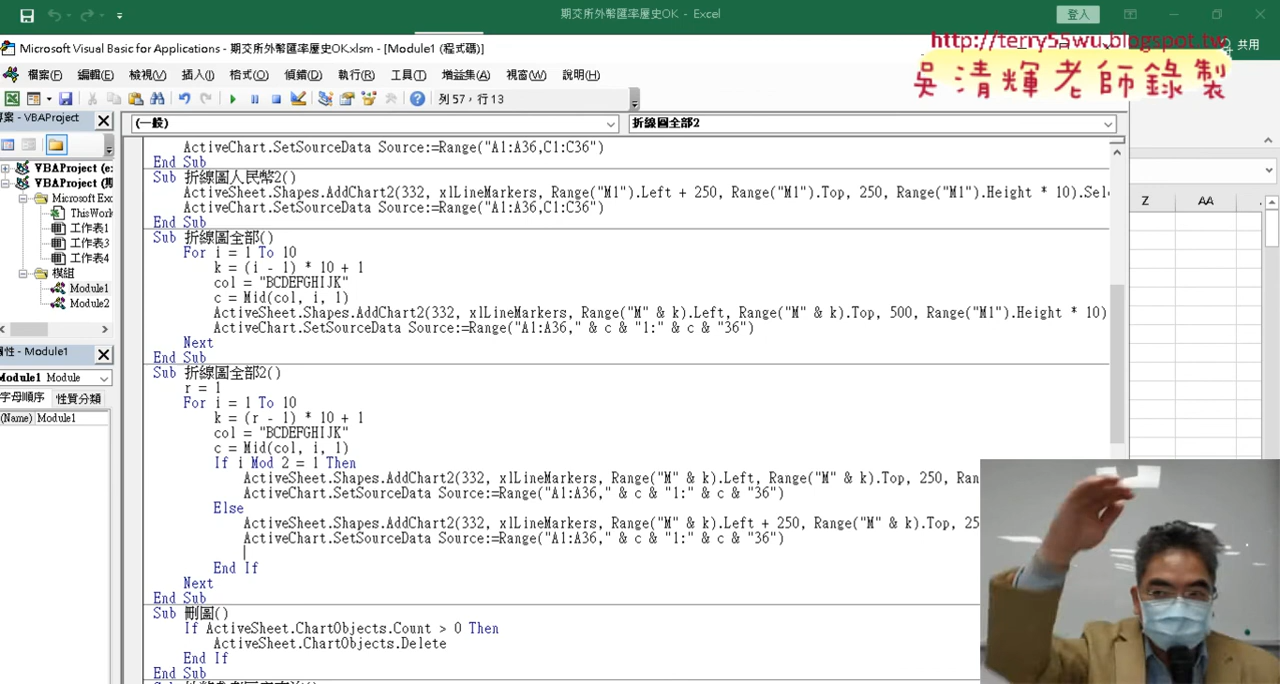 期交所外幣匯率歷史OK - Excel
登入
Microsoft Visual Basic for Applications - 期交所外幣匯率歷史OK.xlsm - [Module1 (程式碼)]
http://terry55wu.blogspot.tw
共用
檔案(F) 編輯(E) 檢視(V) 插入(I) 格式(O) 偵錯(D) 執行(R) 工具(T) 增益集(A) 視窗(W) 說明(H)
吳清輝老師錄製
列 57，行 13
專案 - VBAProject
(一般)
折線圖全部2
VBAProject (e:
VBAProject (期
Microsoft Exc
ThisWork
工作表1
工作表3
工作表4
模組
Module1
Module2
屬性 - Module1
Module1 Module
字母順序 性質分類
(Name) Module1
ActiveChart.SetSourceData Source:=Range("A1:A36,C1:C36")
End Sub
Sub 折線圖人民幣2()
ActiveSheet.Shapes.AddChart2(332, xlLineMarkers, Range("M1").Left + 250, Range("M1").Top, 250, Range("M1").Height * 10).Sel
ActiveChart.SetSourceData Source:=Range("A1:A36,C1:C36")
End Sub
Sub 折線圖全部()
For i = 1 To 10
k = (i - 1) * 10 + 1
col = "BCDEFGHIJK"
c = Mid(col, i, 1)
ActiveSheet.Shapes.AddChart2(332, xlLineMarkers, Range("M" & k).Left, Range("M" & k).Top, 500, Range("M1").Height * 10)
ActiveChart.SetSourceData Source:=Range("A1:A36," & c & "1:" & c & "36")
Next
End Sub
Sub 折線圖全部2()
r = 1
For i = 1 To 10
k = (r - 1) * 10 + 1
col = "BCDEFGHIJK"
c = Mid(col, i, 1)
If i Mod 2 = 1 Then
ActiveSheet.Shapes.AddChart2(332, xlLineMarkers, Range("M" & k).Left, Range("M" & k).Top, 250, Ran
ActiveChart.SetSourceData Source:=Range("A1:A36," & c & "1:" & c & "36")
Else
ActiveSheet.Shapes.AddChart2(332, xlLineMarkers, Range("M" & k).Left + 250, Range("M" & k).Top, 25
ActiveChart.SetSourceData Source:=Range("A1:A36," & c & "1:" & c & "36")
End If
Next
End Sub
Sub 刪圖()
If ActiveSheet.ChartObjects.Count > 0 Then
ActiveSheet.ChartObjects.Delete
End If
End Sub
Z AA